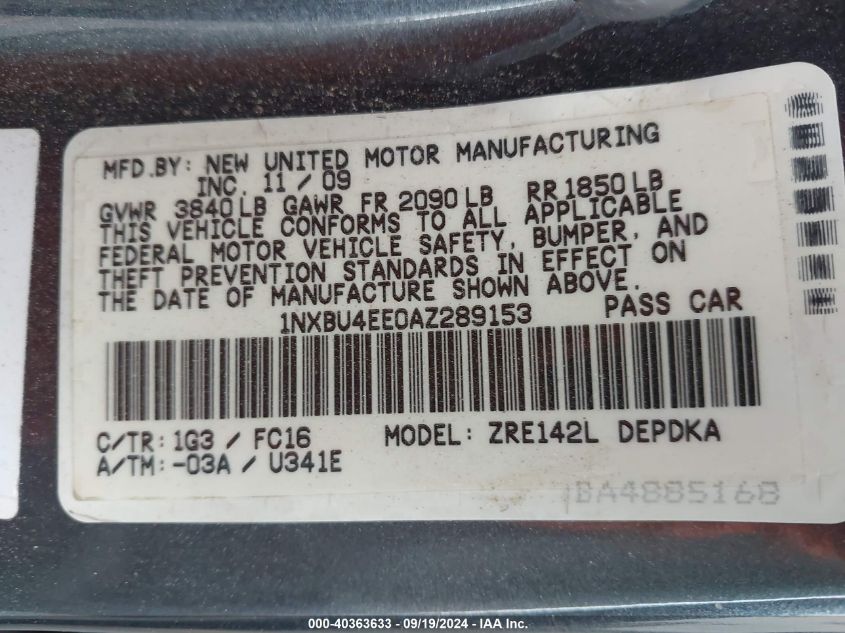 MFD.BY: NEW UNITED MOTOR MANUFACTURING
INC. 11 / 09
GVWR 3840 LB GAWR FR 2090 LB RR 1850 LB
THIS VEHICLE CONFORMS TO ALL APPLICABLE
FEDERAL MOTOR VEHICLE SAFETY, BUMPER, AND
THEFT PREVENTION STANDARDS IN EFFECT ON
THE DATE OF MANUFACTURE SHOWN ABOVE.
1NXBU4EE0AZ289153 PASS CAR
C/TR: 1G3 / FC16 MODEL: ZRE142L DEPDKA
A/TM: -03A / U341E
BA4885168
000-40363633 - 09/19/2024 - IAA Inc.